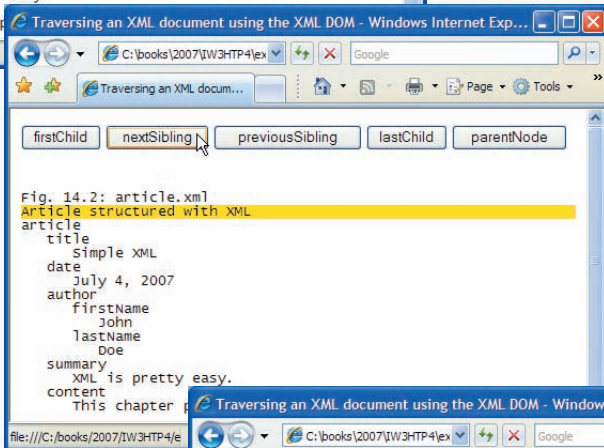 Traversing an XML document using the XML DOM - Windows Internet Exp...
C:\books\2007\IW3HTP4\ex
Google
Traversing an XML docum...
Page
Tools
»
firstChild
nextSibling
previousSibling
lastChild
parentNode
Fig. 14.2: article.xml
Article structured with XML
article
title
Simple XML
date
July 4, 2007
author
firstName
John
lastName
Doe
summary
XML is pretty easy.
content
This chapter p
file:///C:/books/2007/IW3HTP4/e
Traversing an XML document using the XML DOM - Window
C:\books\2007\IW3HTP4\ex
Google